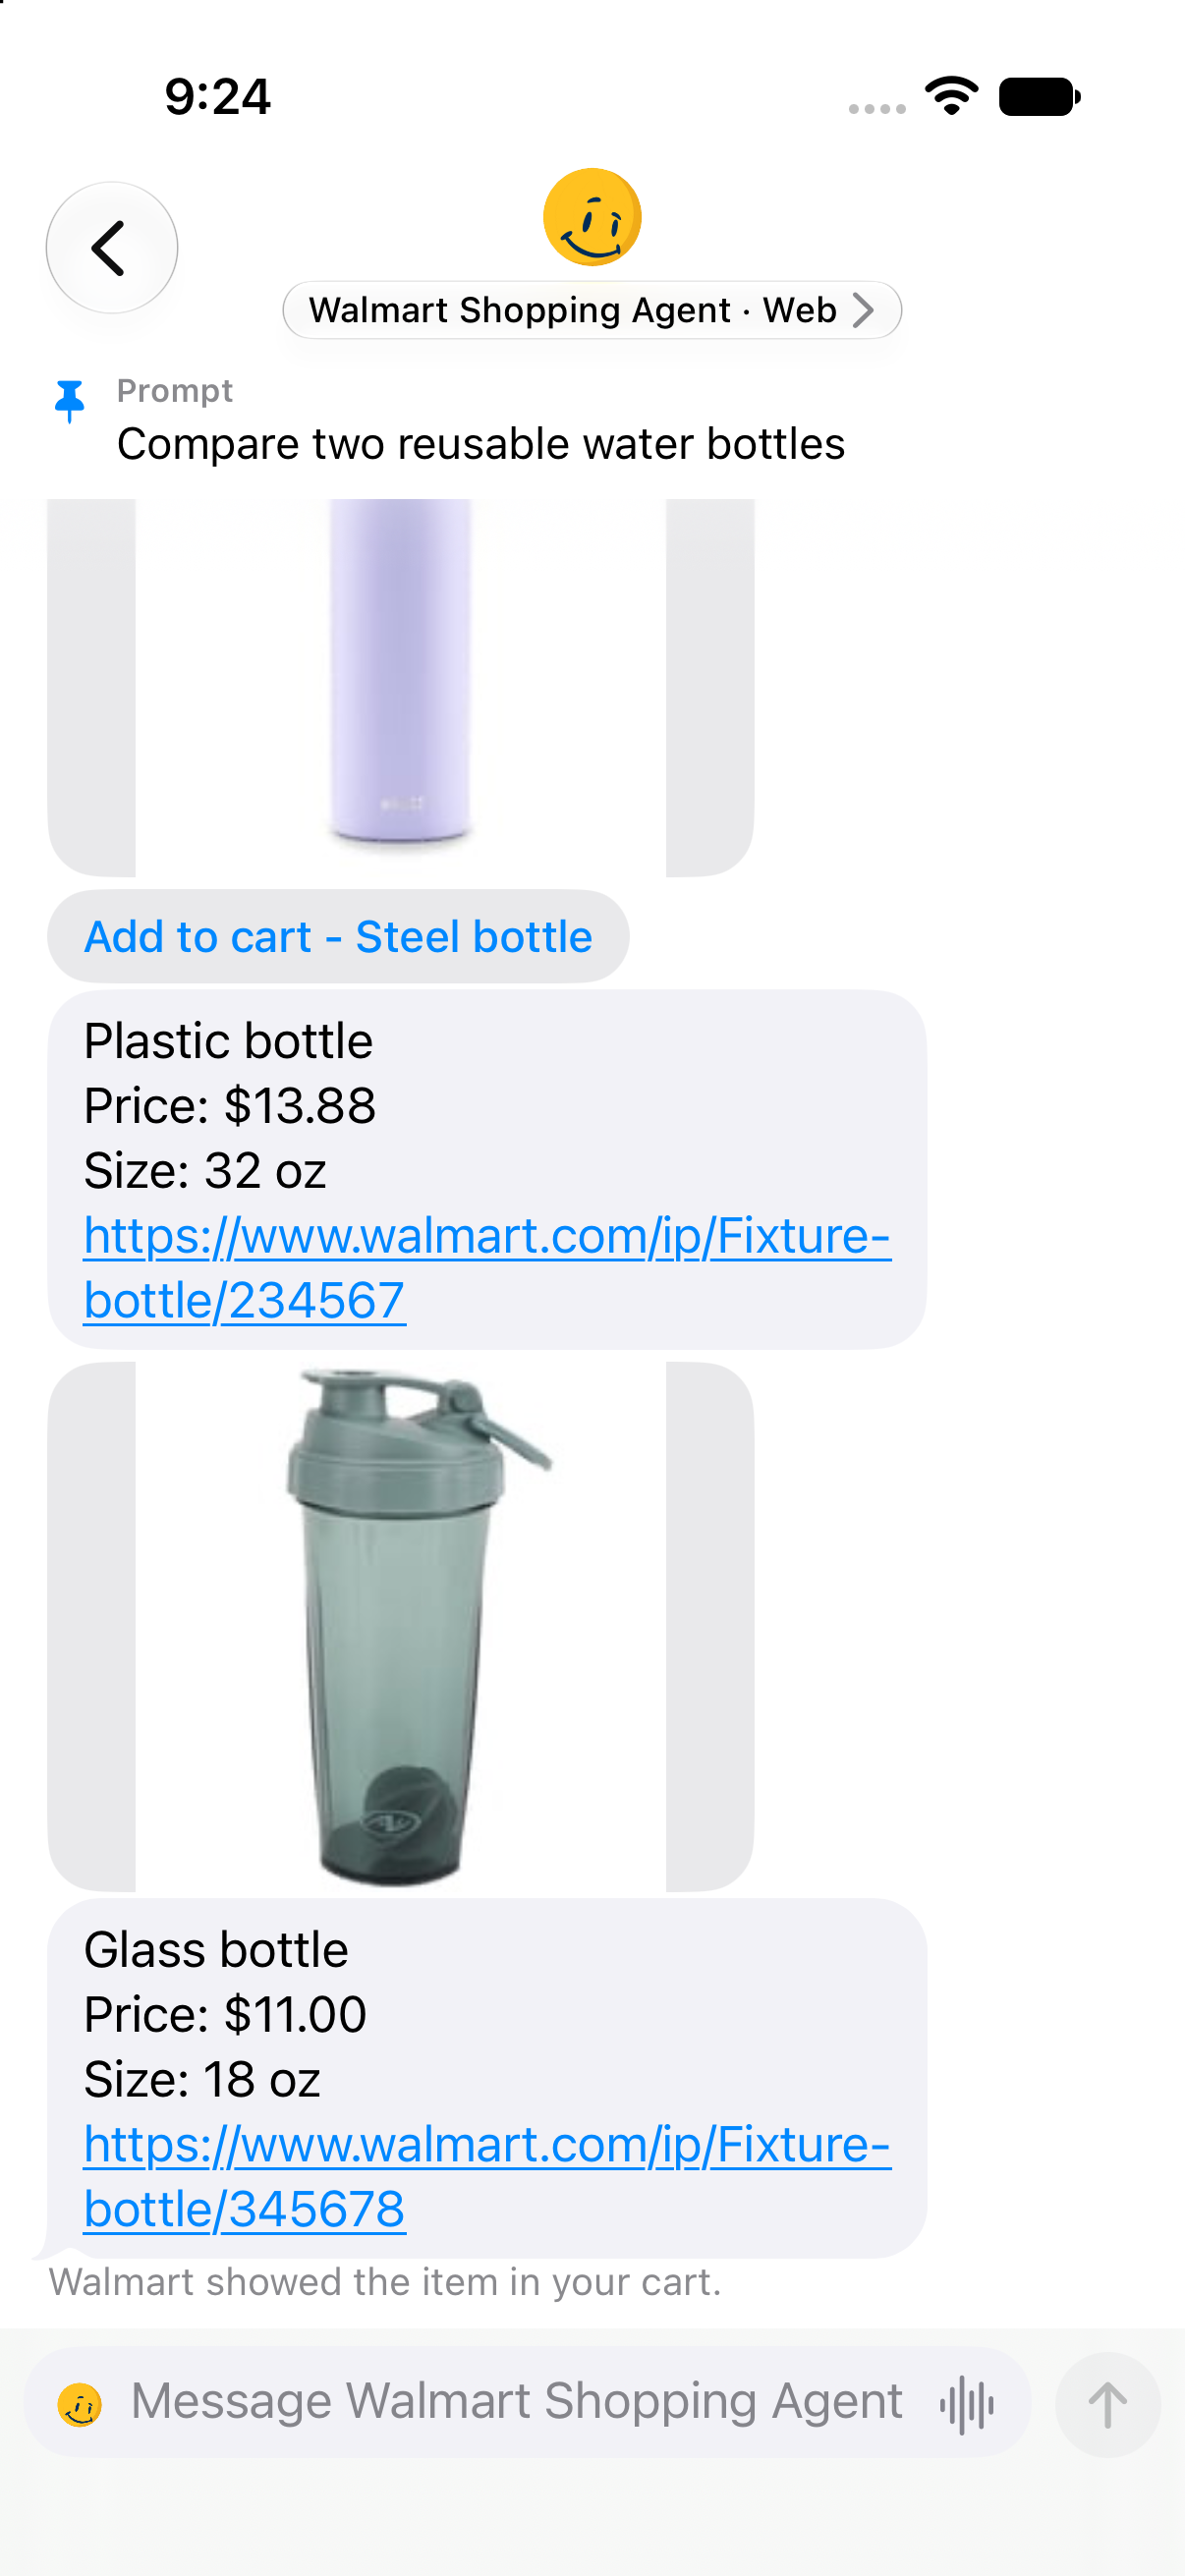 9:24
Walmart Shopping Agent · Web
Prompt
Compare two reusable water bottles
Add to cart - Steel bottle
Plastic bottle
Price: $13.88
Size: 32 oz
https://www.walmart.com/ip/Fixture-
bottle/234567
Glass bottle
Price: $11.00
Size: 18 oz
https://www.walmart.com/ip/Fixture-
bottle/345678
Walmart showed the item in your cart.
Message Walmart Shopping Agent